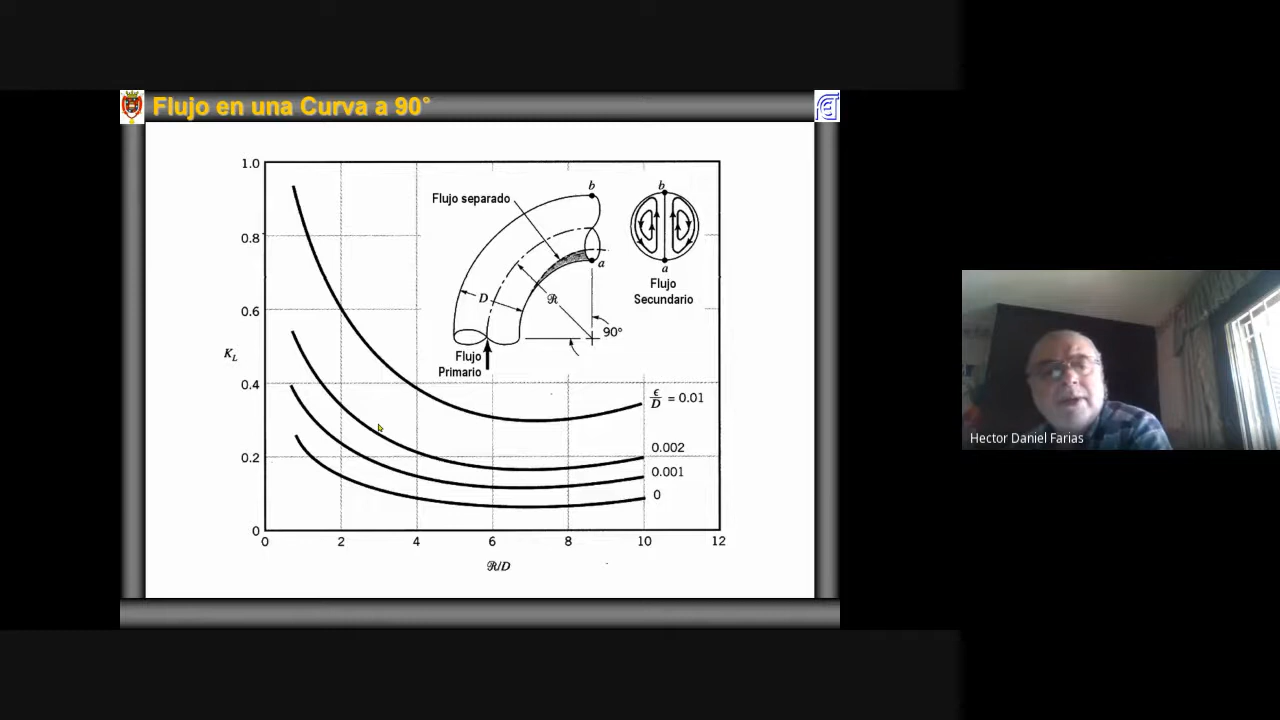 Flujo en una Curva a 90°
1.0
0.8
0.6
0.4
0.2
0
K_L
0 2 4 6 8 10 12
ℛ/D
Flujo separado
b
a
D
ℛ
90°
Flujo
Primario
b
a
Flujo
Secundario
ϵ/D = 0.01
0.002
0.001
0
Hector Daniel Farias